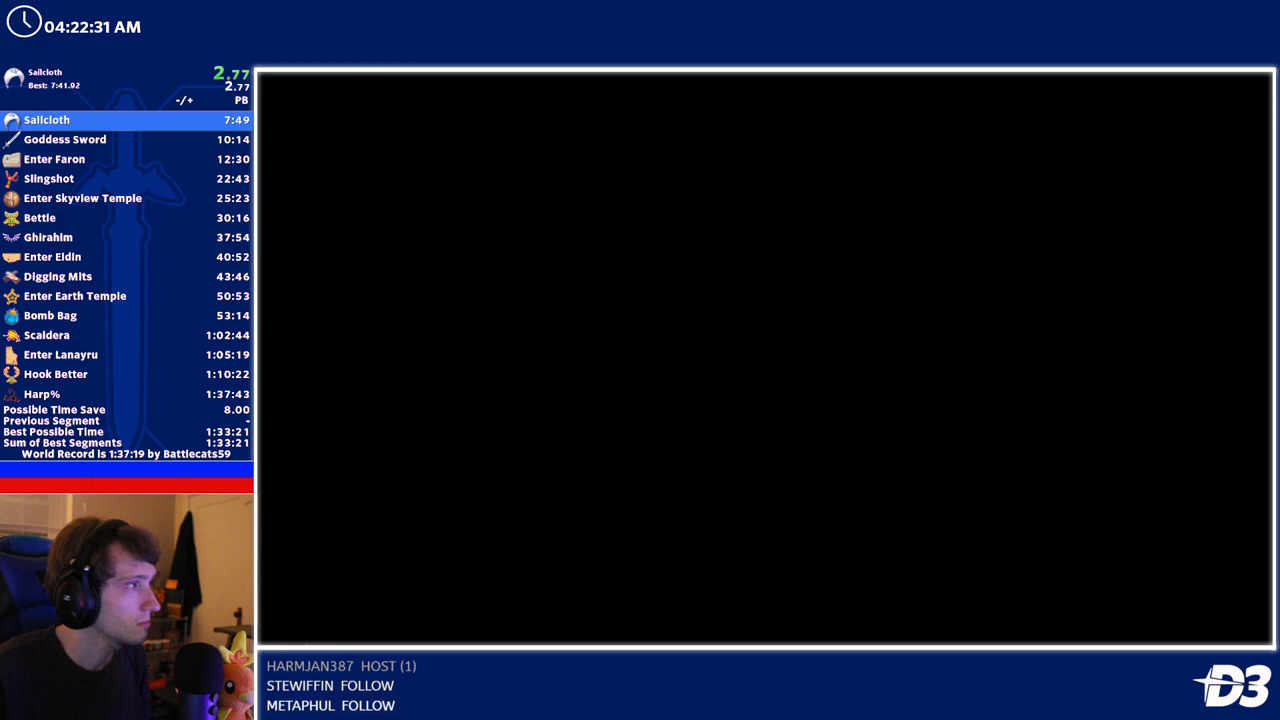 04:22:31 AM
Sailcloth 2.77
Best: 7:41.92 2.77
-/+ PB
Sailcloth 7:49
Goddess Sword 10:14
Enter Faron 12:30
Slingshot 22:43
Enter Skyview Temple 25:23
Bettle 30:16
Ghirahim 37:54
Enter Eldin 40:52
Digging Mits 43:46
Enter Earth Temple 50:53
Bomb Bag 53:14
Scaldera 1:02:44
Enter Lanayru 1:05:19
Hook Better 1:10:22
Harp% 1:37:43
Possible Time Save 8.00
Previous Segment -
Best Possible Time 1:33:21
Sum of Best Segments 1:33:21
World Record is 1:37:19 by Battlecats59
HARMJAN387 HOST (1)
STEWIFFIN FOLLOW
METAPHUL FOLLOW
D3